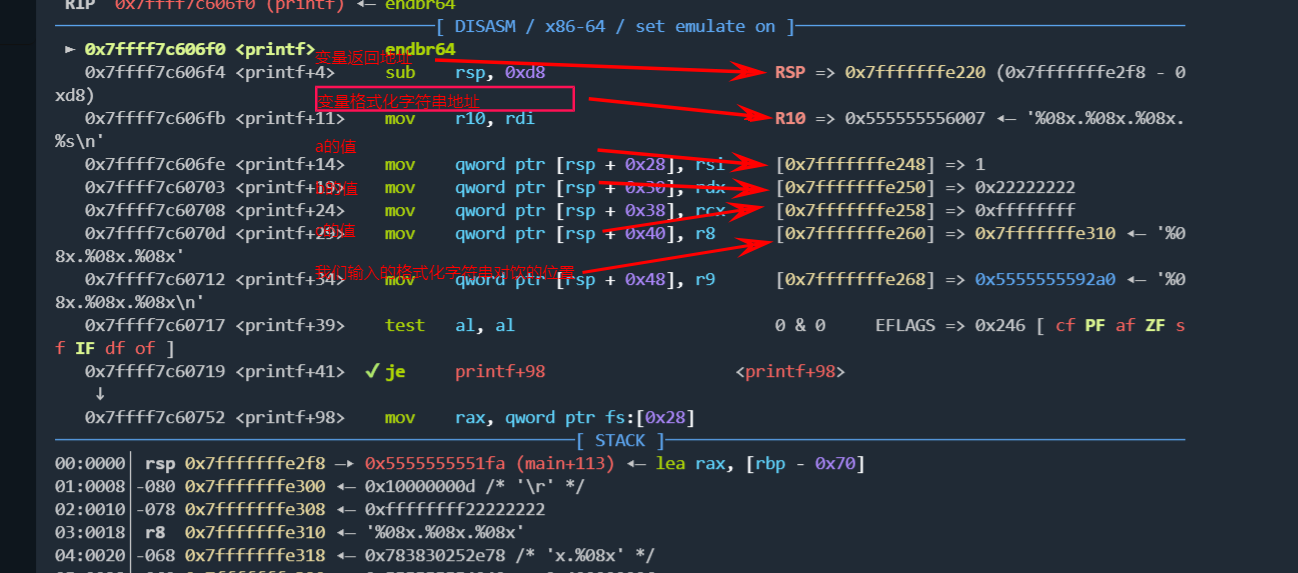 RIP 0x7ffff7c606f0 (printf) ◂— endbr64
[ DISASM / x86-64 / set emulate on ]
► 0x7ffff7c606f0 <printf> endbr64
变量返回地址
0x7ffff7c606f4 <printf+4> sub rsp, 0xd8 RSP => 0x7fffffffe220 (0x7fffffffe2f8 - 0
xd8)
变量格式化字符串地址
0x7ffff7c606fb <printf+11> mov r10, rdi R10 => 0x555555556007 ◂— '%08x.%08x.%08x.
%s\n'
a的值
0x7ffff7c606fe <printf+14> mov qword ptr [rsp + 0x28], rsi [0x7fffffffe248] => 1
0x7ffff7c60703 <printf+19> mov qword ptr [rsp + 0x30], rdx [0x7fffffffe250] => 0x22222222
的值
0x7ffff7c60708 <printf+24> mov qword ptr [rsp + 0x38], rcx [0x7fffffffe258] => 0xffffffff
0x7ffff7c6070d <printf+29> mov qword ptr [rsp + 0x40], r8 [0x7fffffffe260] => 0x7fffffffe310 ◂— '%0
的值
8x.%08x.%08x'
我们输入的格式化字符串对饮的位置
0x7ffff7c60712 <printf+34> mov qword ptr [rsp + 0x48], r9 [0x7fffffffe268] => 0x5555555592a0 ◂— '%0
8x.%08x.%08x\n'
0x7ffff7c60717 <printf+39> test al, al 0 & 0 EFLAGS => 0x246 [ cf PF af ZF s
f IF df of ]
0x7ffff7c60719 <printf+41> ✔ je printf+98 <printf+98>
↓
0x7ffff7c60752 <printf+98> mov rax, qword ptr fs:[0x28]
[ STACK ]
00:0000│ rsp 0x7fffffffe2f8 —▸ 0x5555555551fa (main+113) ◂— lea rax, [rbp - 0x70]
01:0008│-080 0x7fffffffe300 ◂— 0x10000000d /* '\r' */
02:0010│-078 0x7fffffffe308 ◂— 0xffffffff22222222
03:0018│ r8 0x7fffffffe310 ◂— '%08x.%08x.%08x'
04:0020│-068 0x7fffffffe318 ◂— 0x783830252e78 /* 'x.%08x' */